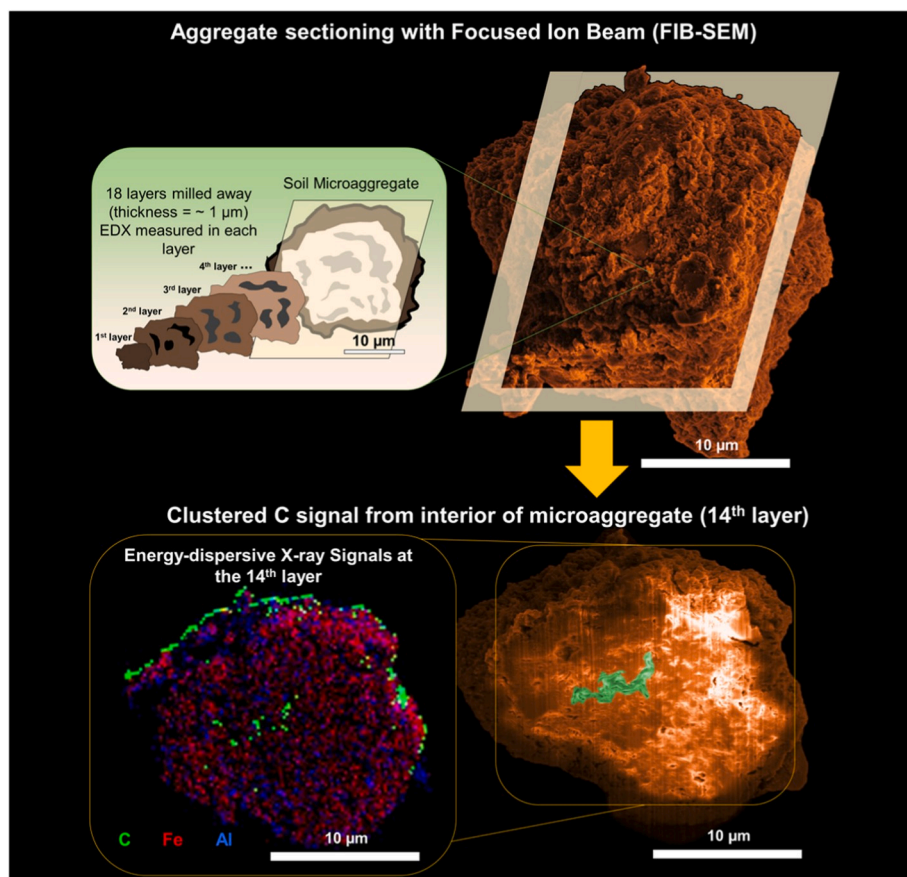 Aggregate sectioning with Focused Ion Beam (FIB-SEM)
18 layers milled away
(thickness = ~ 1 µm)
EDX measured in each
layer
Soil Microaggregate
4th layer ...
3rd layer
2nd layer
1st layer
10 µm
10 µm
Clustered C signal from interior of microaggregate (14th layer)
Energy-dispersive X-ray Signals at
the 14th layer
C Fe Al
10 µm
10 µm